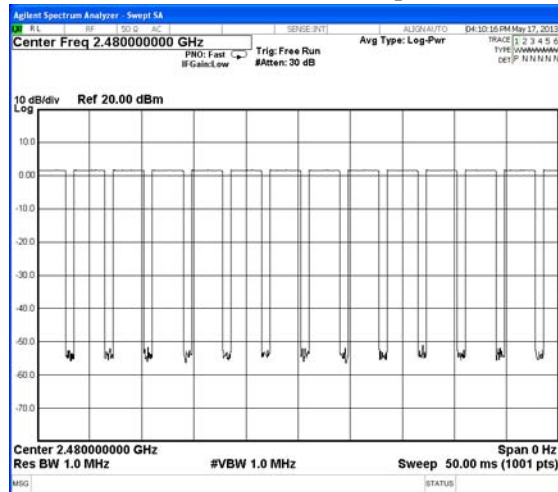 Agilent Spectrum Analyzer - Swept SA
RL RF 50 Ω AC SENSE:INT ALIGNAUTO 04:10:16 PM May 17, 2013
Center Freq 2.480000000 GHz
PNO: Fast
IFGain:Low
Trig: Free Run
#Atten: 30 dB
Avg Type: Log-Pwr
TRACE 1 2 3 4 5 6
TYPE
DET P N N N N N
10 dB/div Ref 20.00 dBm
Log
10.0
0.00
-10.0
-20.0
-30.0
-40.0
-50.0
-60.0
-70.0
Center 2.480000000 GHz Span 0 Hz
Res BW 1.0 MHz #VBW 1.0 MHz Sweep 50.00 ms (1001 pts)
MSG STATUS